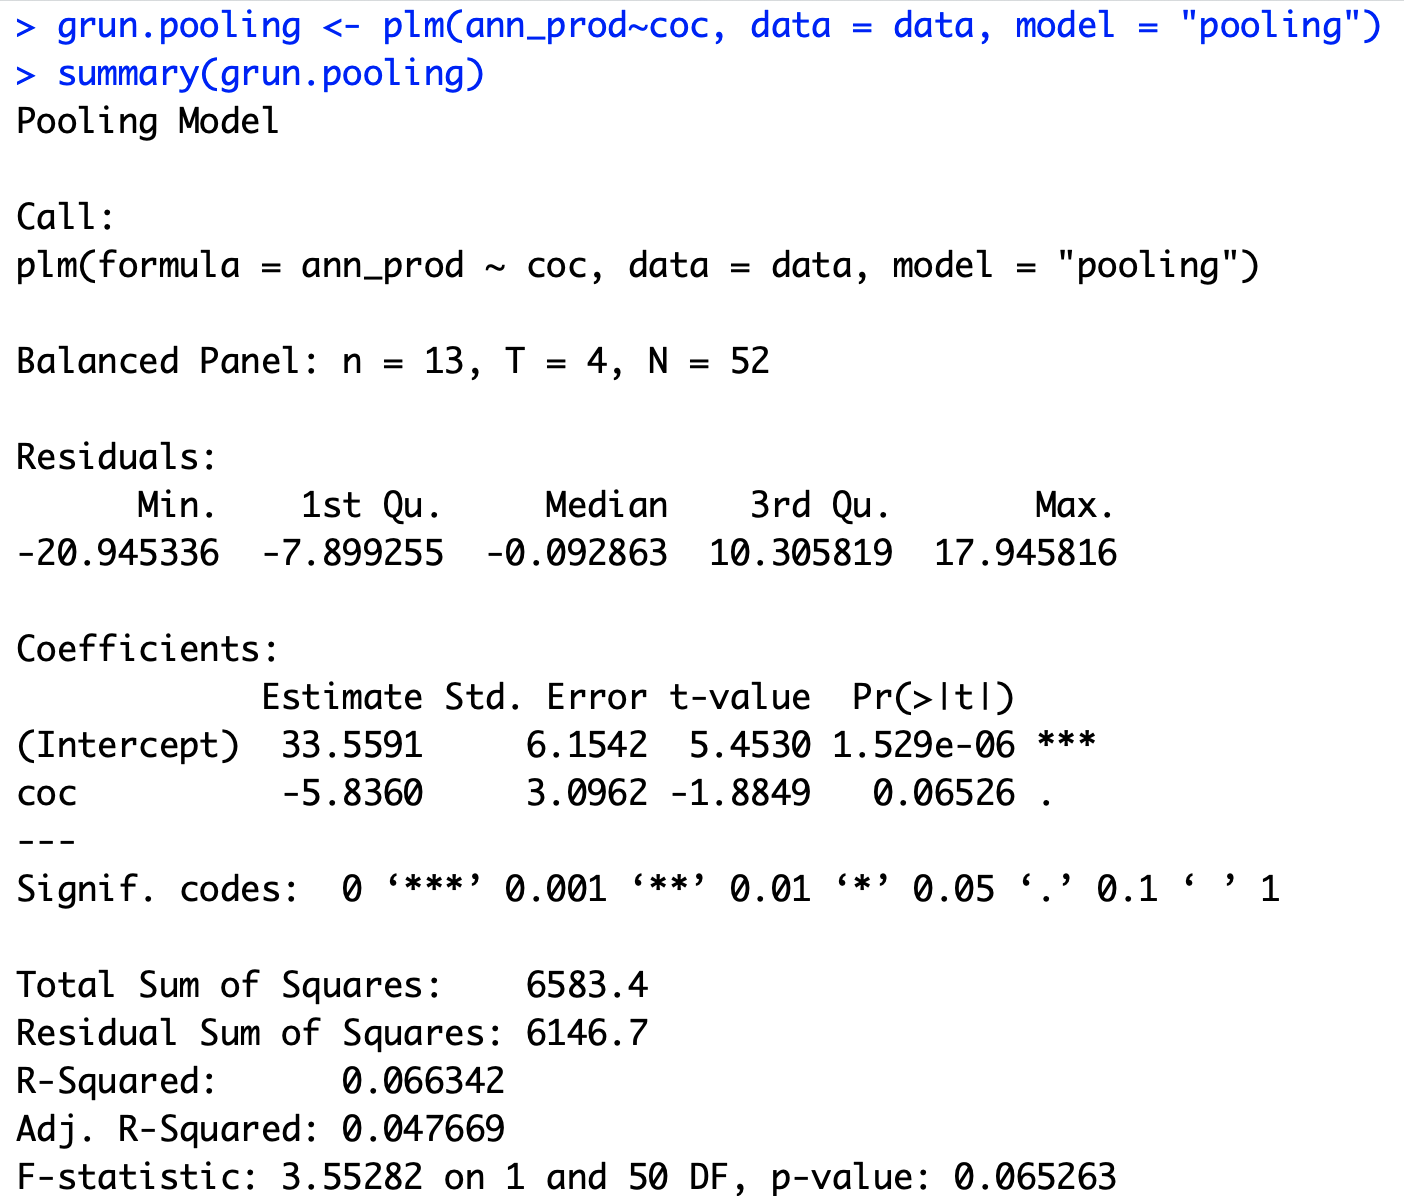 > grun.pooling <- plm(ann_prod~coc, data = data, model = "pooling")
> summary(grun.pooling)
Pooling Model

Call:
plm(formula = ann_prod ~ coc, data = data, model = "pooling")

Balanced Panel: n = 13, T = 4, N = 52

Residuals:
      Min.    1st Qu.     Median    3rd Qu.       Max.
-20.945336  -7.899255  -0.092863  10.305819  17.945816

Coefficients:
            Estimate Std. Error t-value  Pr(>|t|)
(Intercept)  33.5591     6.1542  5.4530 1.529e-06 ***
coc          -5.8360     3.0962 -1.8849   0.06526 .
---
Signif. codes:  0 ‘***’ 0.001 ‘**’ 0.01 ‘*’ 0.05 ‘.’ 0.1 ‘ ’ 1

Total Sum of Squares:    6583.4
Residual Sum of Squares: 6146.7
R-Squared:      0.066342
Adj. R-Squared: 0.047669
F-statistic: 3.55282 on 1 and 50 DF, p-value: 0.065263